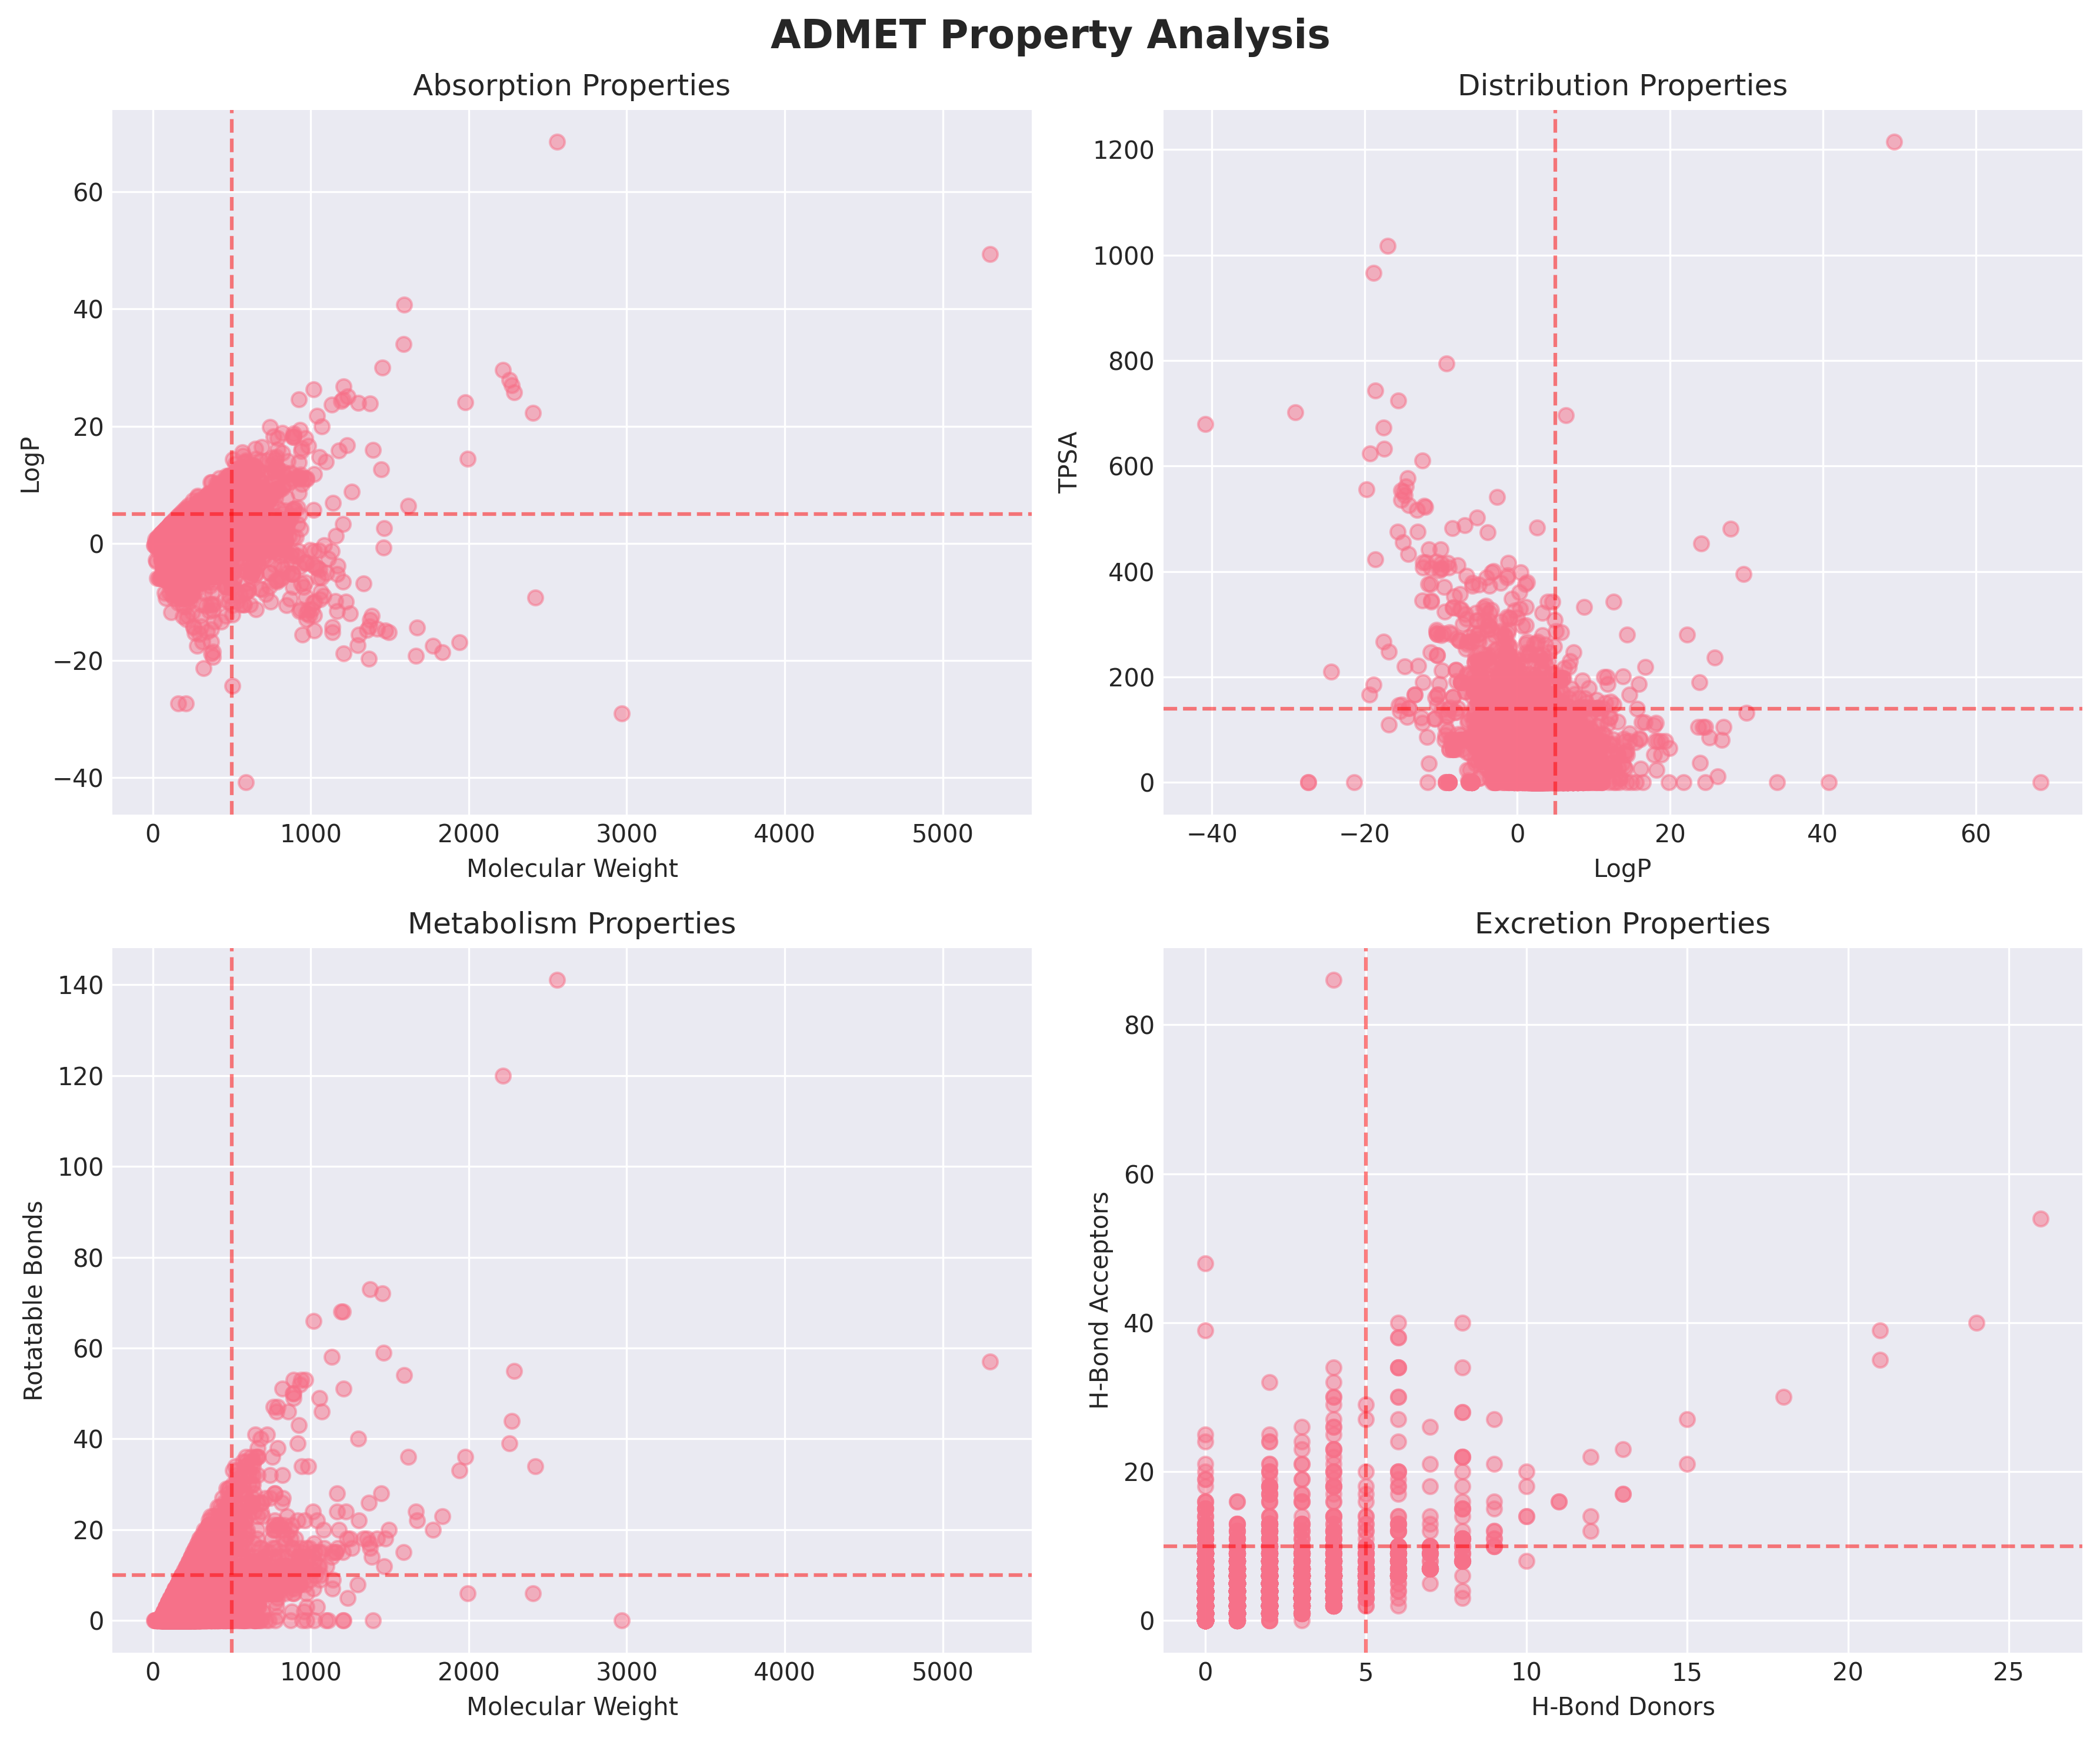 ADMET Property Analysis
Absorption Properties
LogP
60
40
20
0
−20
−40
0 1000 2000 3000 4000 5000
Molecular Weight
Distribution Properties
TPSA
1200
1000
800
600
400
200
0
−40 −20 0 20 40 60
LogP
Metabolism Properties
Rotatable Bonds
140
120
100
80
60
40
20
0
0 1000 2000 3000 4000 5000
Molecular Weight
Excretion Properties
H-Bond Acceptors
80
60
40
20
0
0 5 10 15 20 25
H-Bond Donors